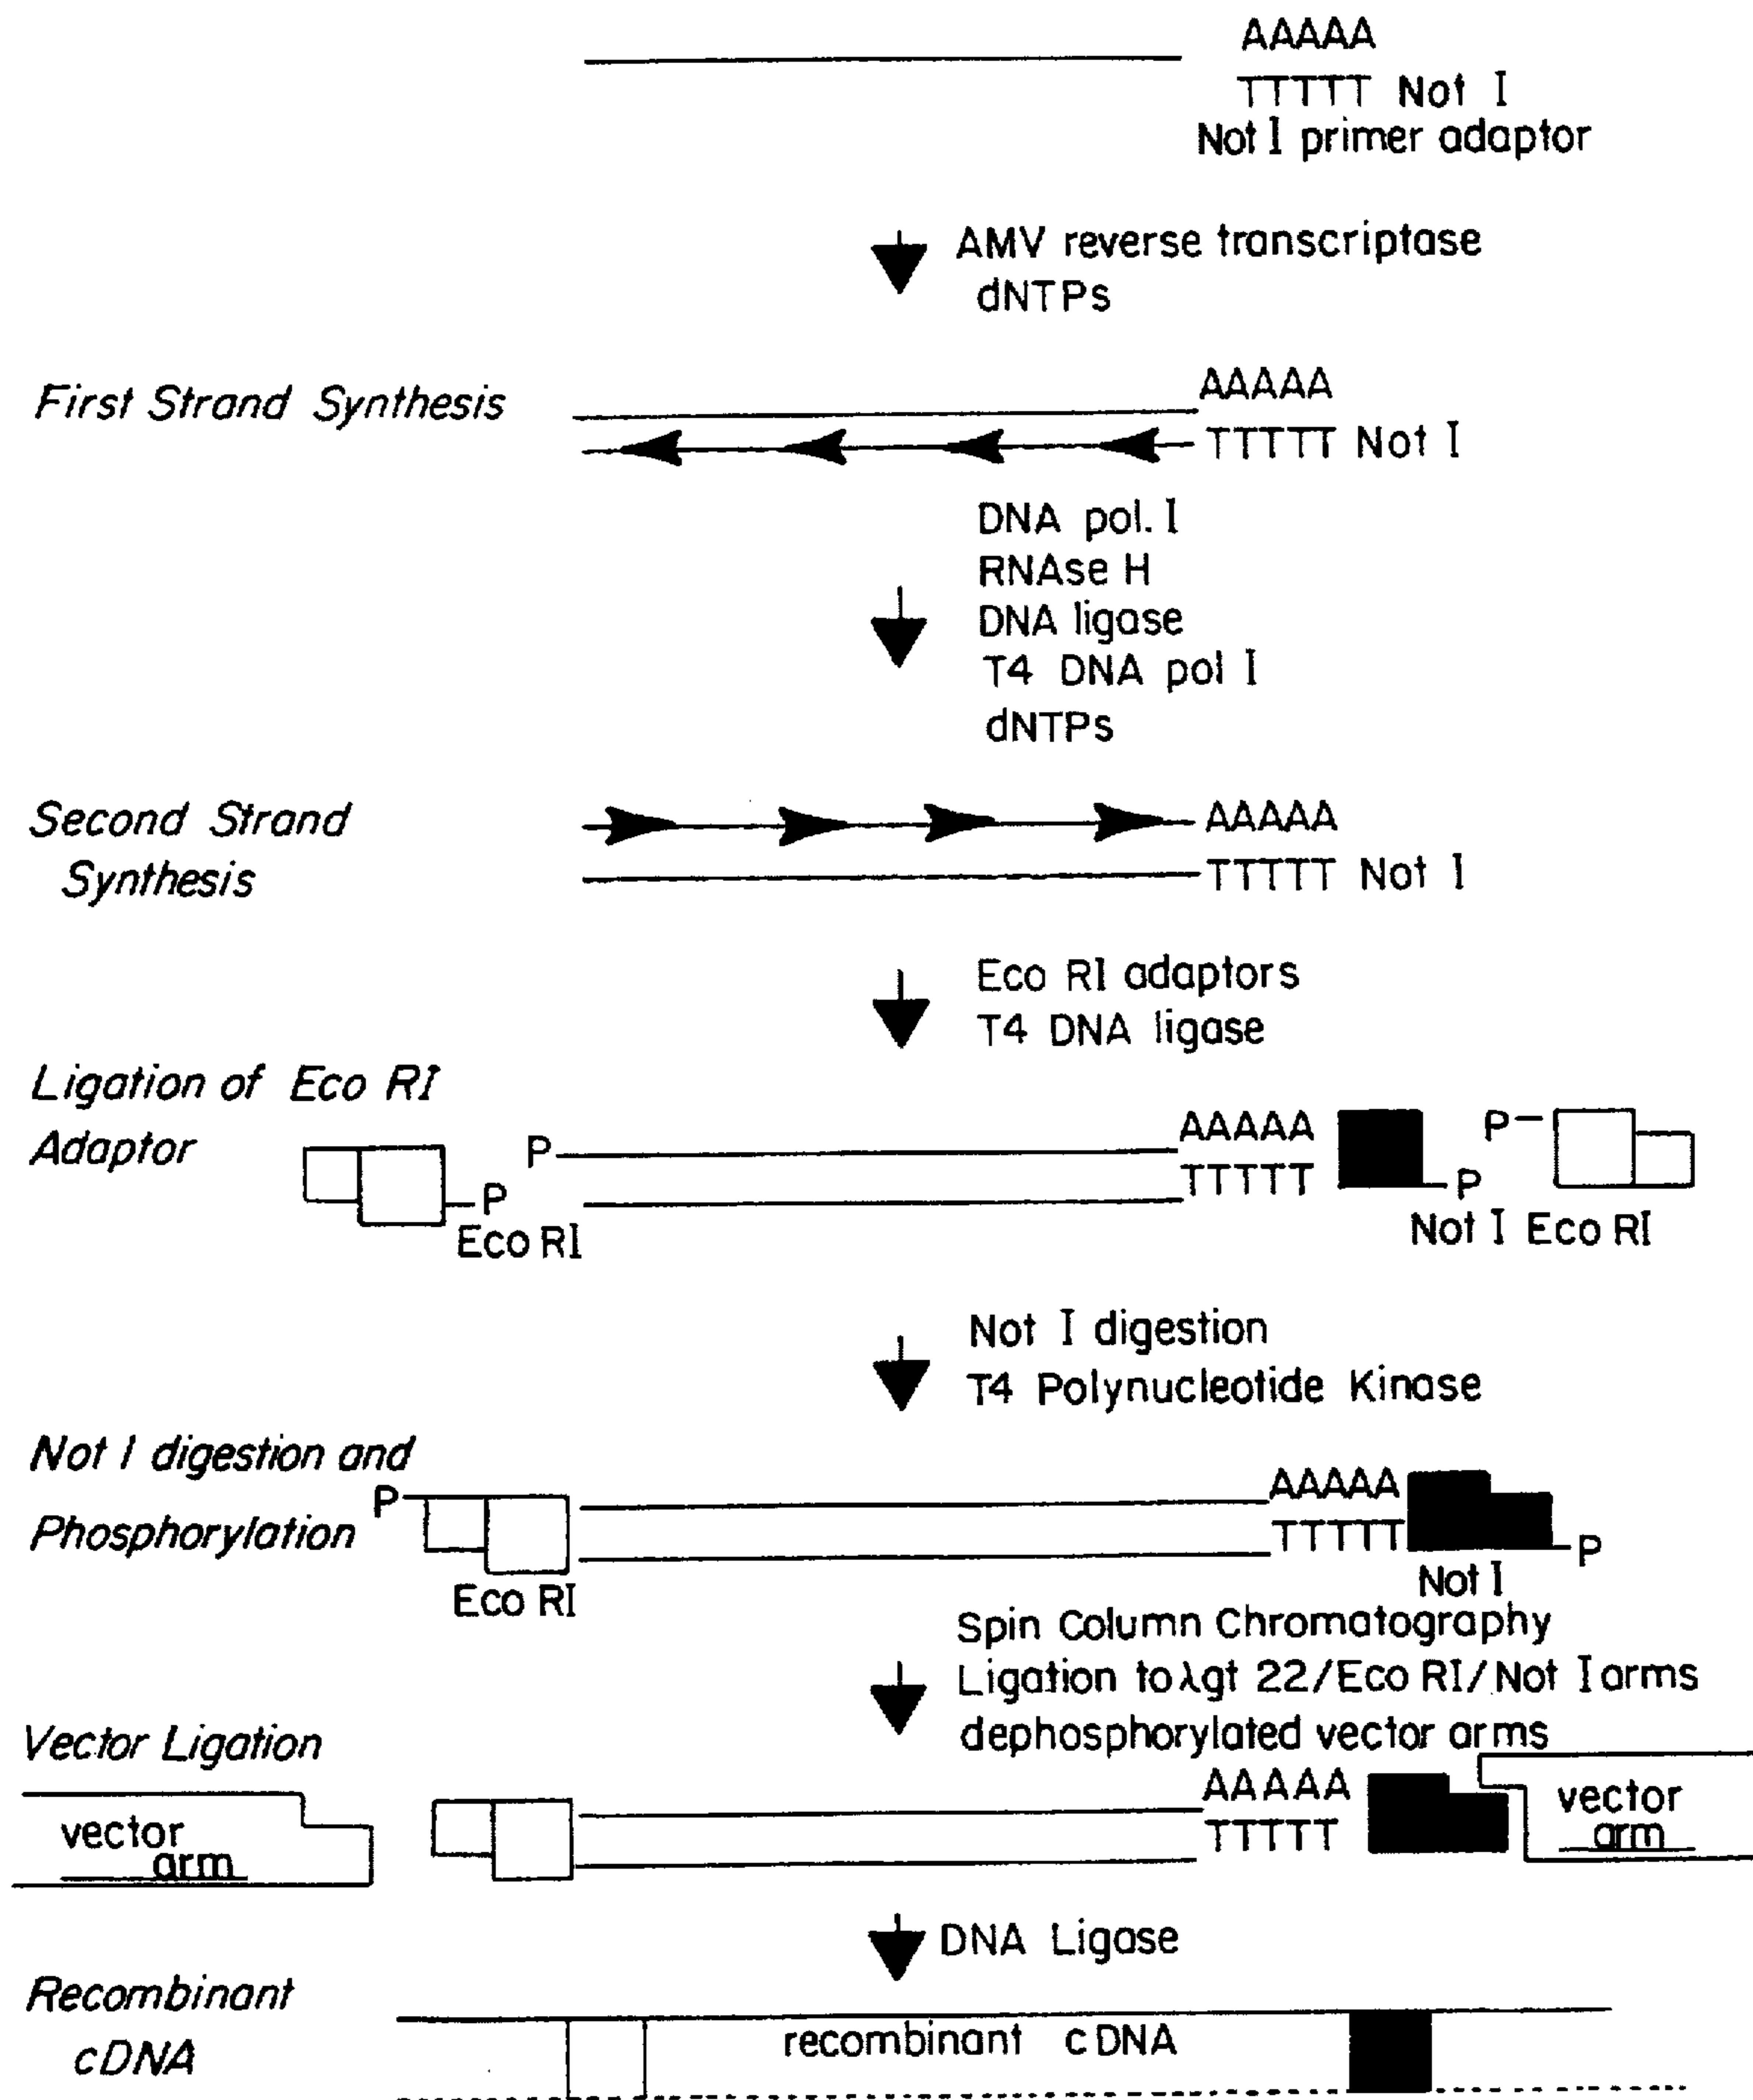 AAAAA
TTTTT Not I
Not I primer adaptor
AMV reverse transcriptase
dNTPs
First Strand Synthesis
AAAAA
TTTTT Not I
DNA pol. I
RNAse H
DNA ligase
T4 DNA pol I
dNTPs
Second Strand
Synthesis
AAAAA
TTTTT Not I
Eco RI adaptors
T4 DNA ligase
Ligation of Eco RI
Adaptor
P
P
Eco RI
AAAAA
TTTTT
P
P
Not I Eco RI
Not I digestion
T4 Polynucleotide Kinase
Not I digestion and
Phosphorylation
P
Eco RI
AAAAA
TTTTT
P
Not I
Spin Column Chromatography
Ligation to λgt 22/Eco RI/Not I arms
dephosphorylated vector arms
Vector Ligation
vector
arm
AAAAA
TTTTT
vector
arm
DNA Ligase
Recombinant
cDNA
recombinant cDNA